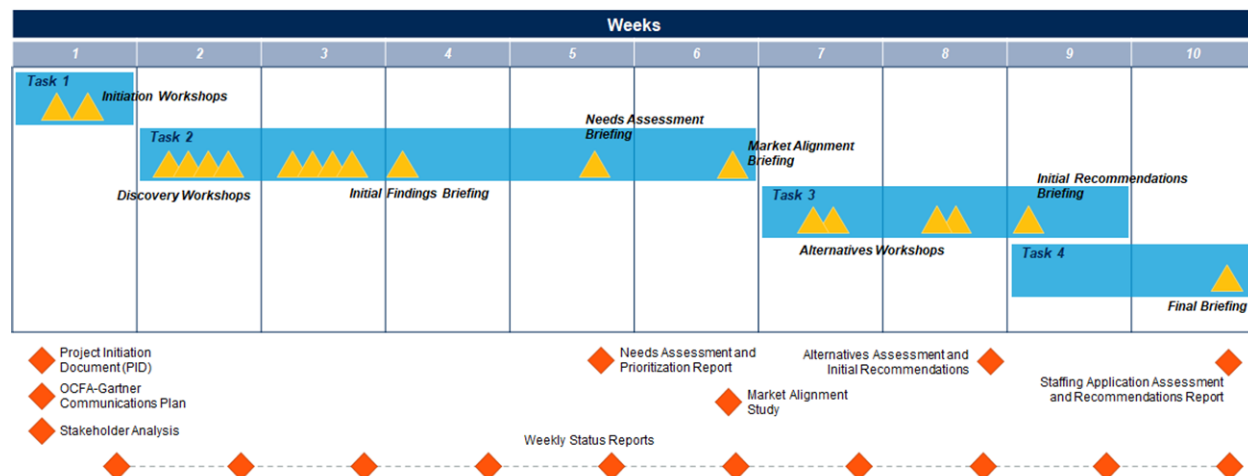 Weeks
1 2 3 4 5 6 7 8 9 10
Task 1
Initiation Workshops
Task 2
Needs Assessment
Briefing
Market Alignment
Briefing
Discovery Workshops
Initial Findings Briefing
Task 3
Initial Recommendations
Briefing
Alternatives Workshops
Task 4
Final Briefing
Project Initiation
Document (PID)
OCFA-Gartner
Communications Plan
Stakeholder Analysis
Needs Assessment and
Prioritization Report
Market Alignment
Study
Alternatives Assessment and
Initial Recommendations
Staffing Application Assessment
and Recommendations Report
Weekly Status Reports